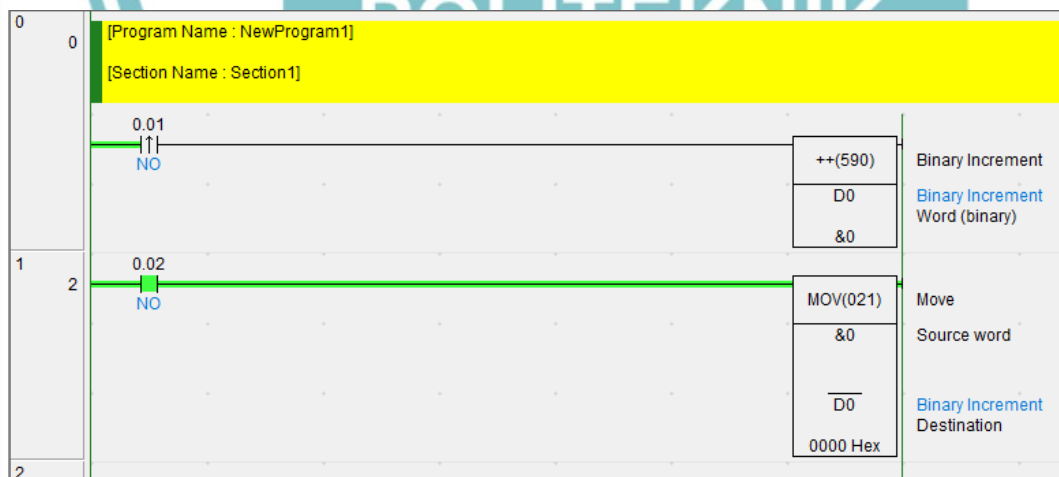 POLITEKNIK
0
0
[Program Name : NewProgram1]
[Section Name : Section1]
0.01
NO
++(590)
Binary Increment
D0
Binary Increment
Word (binary)
&0
1
2
0.02
NO
MOV(021)
Move
&0
Source word
D0
Binary Increment
Destination
0000 Hex
2